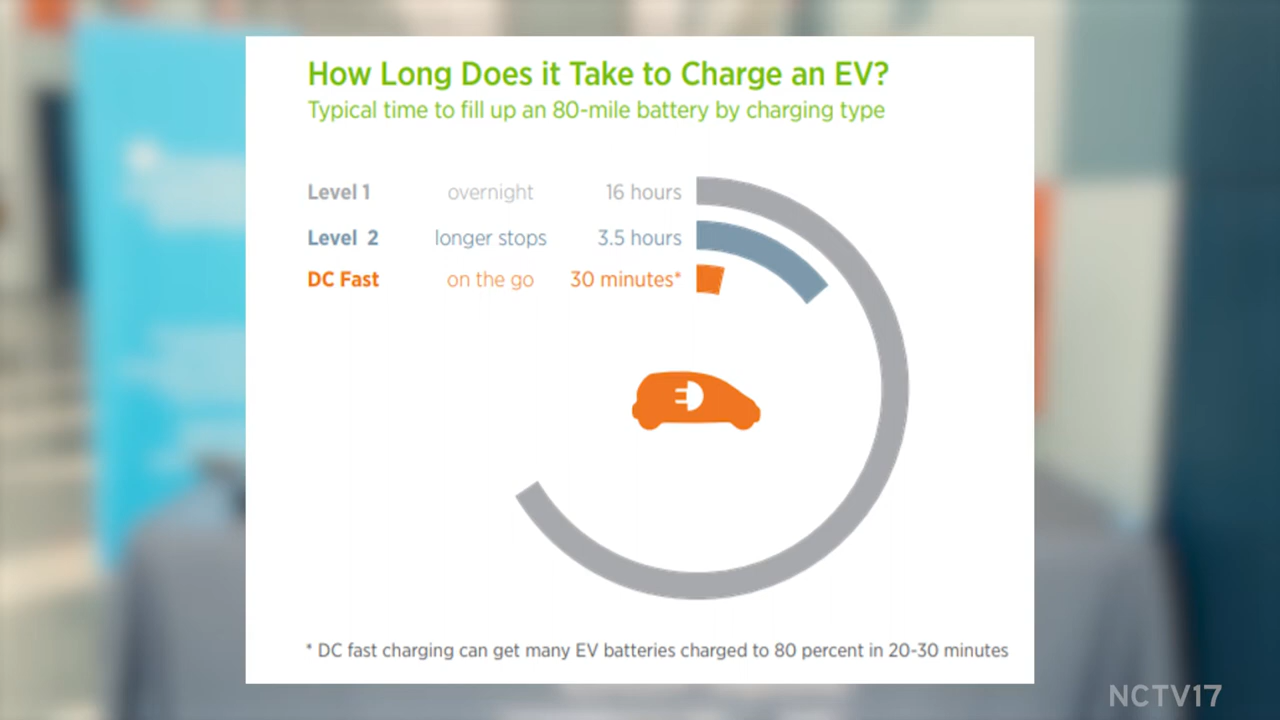 How Long Does it Take to Charge an EV?
Typical time to fill up an 80-mile battery by charging type
Level 1 overnight 16 hours
Level 2 longer stops 3.5 hours
DC Fast on the go 30 minutes*
* DC fast charging can get many EV batteries charged to 80 percent in 20-30 minutes
NCTV17